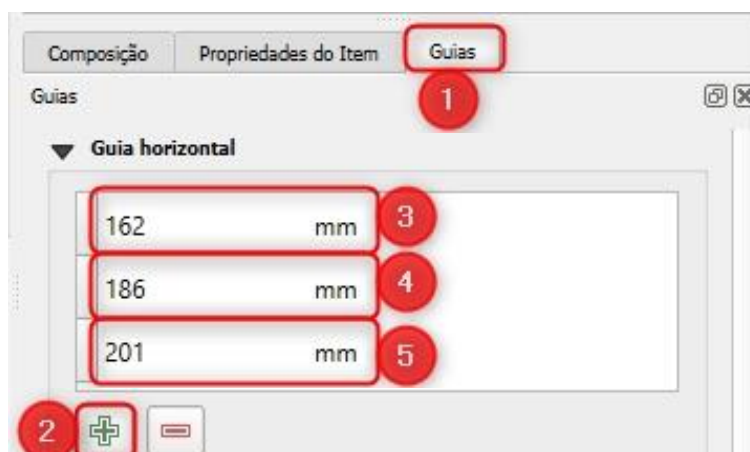 Composição Propriedades do Item Guias
1
Guias
Guia horizontal
162 mm 3
186 mm 4
201 mm 5
2